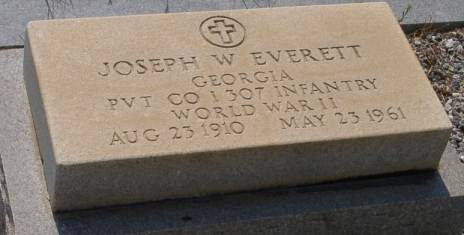 JOSEPH W EVERETT
GEORGIA
PVT CO I 307 INFANTRY
WORLD WAR II
AUG 23 1910 MAY 23 1961